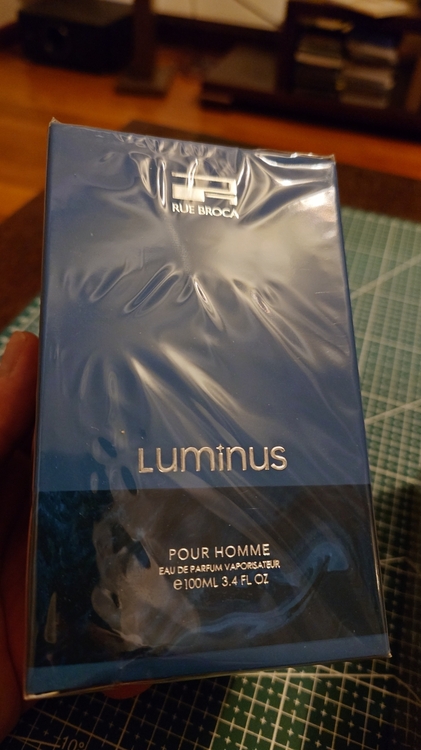 RUE BROCA
Luminus
POUR HOMME
EAU DE PARFUM VAPORISATEUR
℮100ML 3.4 FL OZ